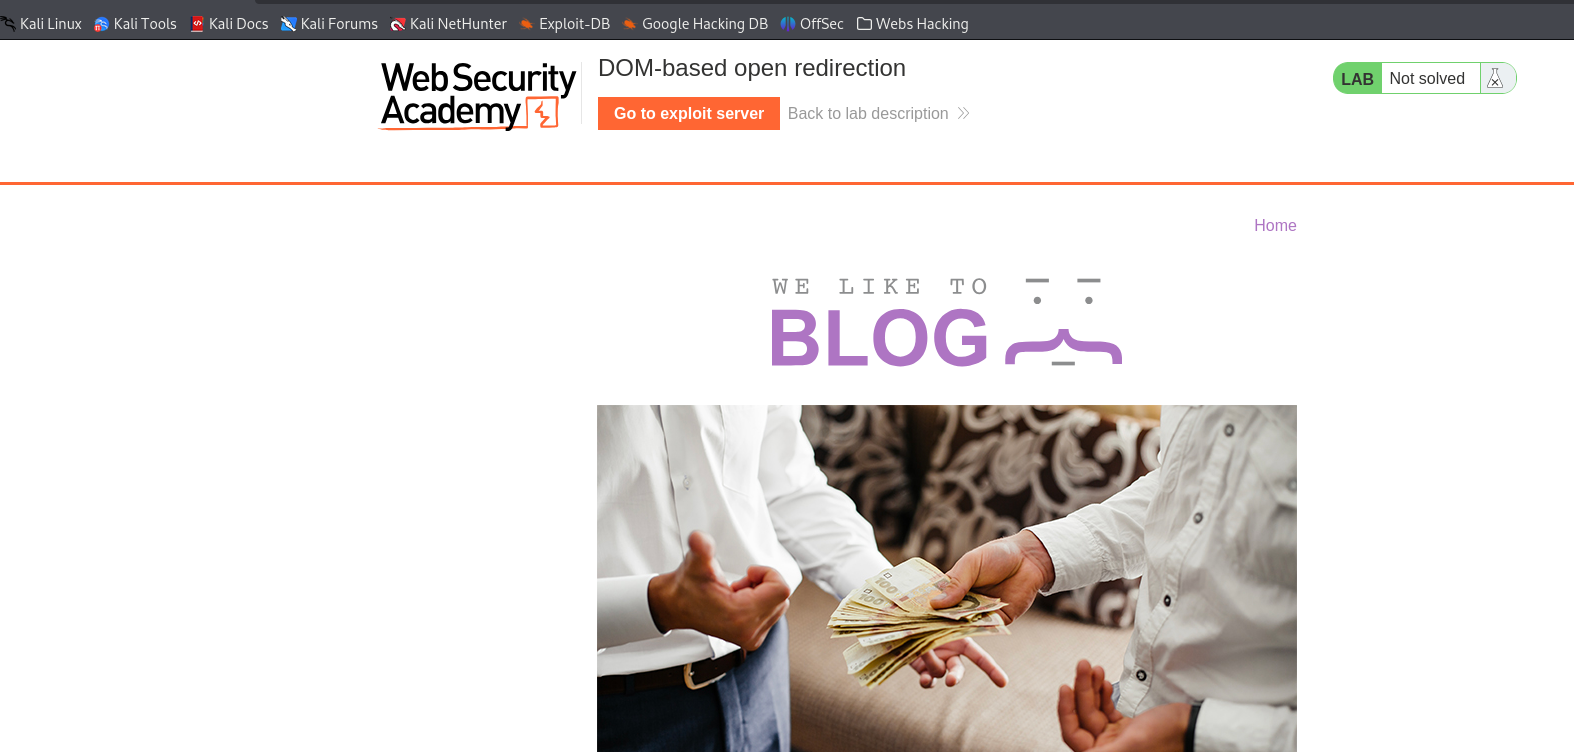 Kali Linux Kali Tools Kali Docs Kali Forums Kali NetHunter Exploit-DB Google Hacking DB OffSec Webs Hacking
Web Security
Academy
DOM-based open redirection
Go to exploit server Back to lab description
LAB Not solved
Home
WE LIKE TO
BLOG
100
100